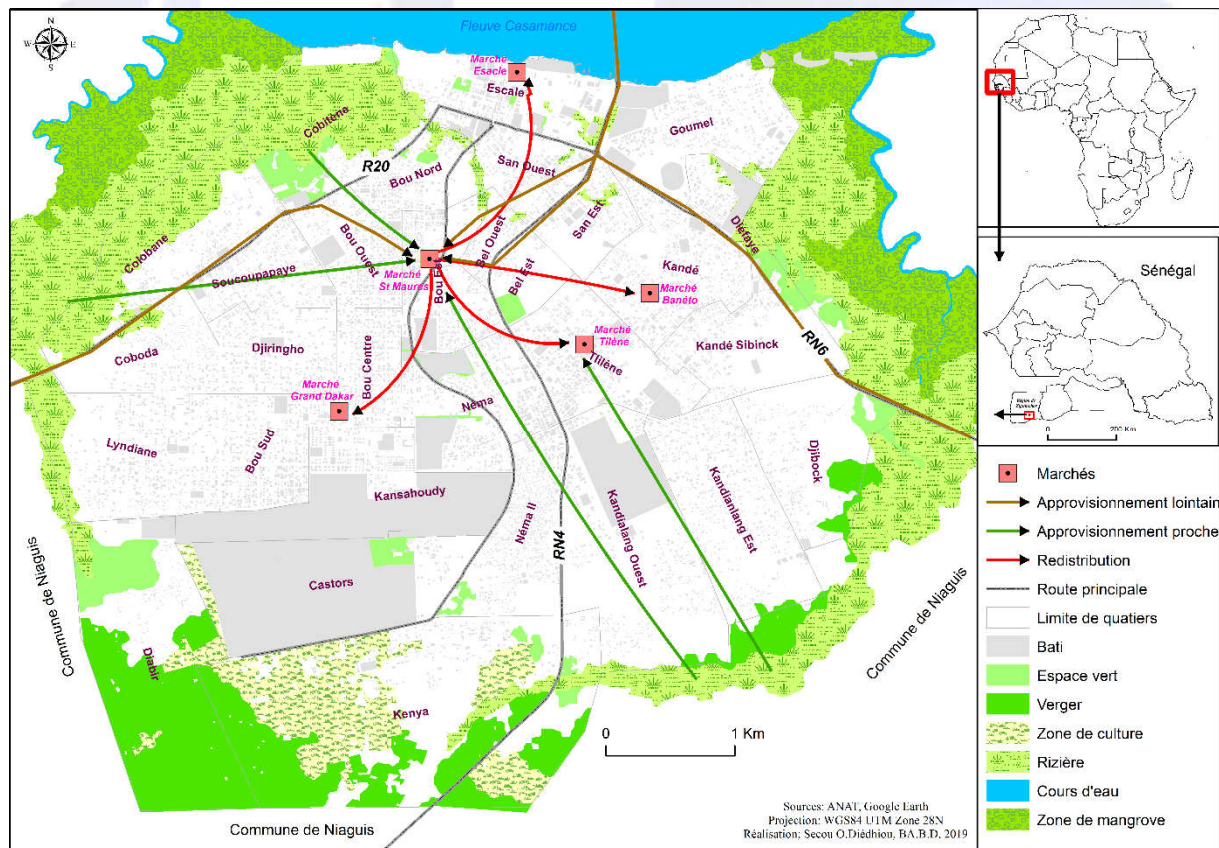 N
W
E
S
Fleuve Casamance
Marché
Esacle
Escale
Goumel
Cobitène
R20
Bou Nord
San Ouest
San Est
Diéfaye
Colobane
Bou Ouest
Bel Ouest
Soucoupapaye
Marché
St Maures
Bou Est
Bel Est
Kandé
Marché
Banéto
Coboda
Djiringho
Bou Centre
Marché
Tilène
Tlilène
Kandé Sibinck
RN6
Marché
Grand Dakar
Néma
Lyndiane
Bou Sud
Djibock
Kansahoudy
Néma II
RN4
Kandialang Ouest
Kandianlang Est
Castors
Commune de Niaguis
Commune de Niaguis
Diabir
Kenya
0
1 Km
Commune de Niaguis
Sources: ANAT, Google Earth
Projection: WGS84 UTM Zone 28N
Réalisation: Secou O.Diédhiou, BA.B.D, 2019
Sénégal
0
200 Km
Marchés
Approvisionnement lointain
Approvisionnement proche
Redistribution
Route principale
Limite de quatiers
Bati
Espace vert
Verger
Zone de culture
Rizière
Cours d'eau
Zone de mangrove